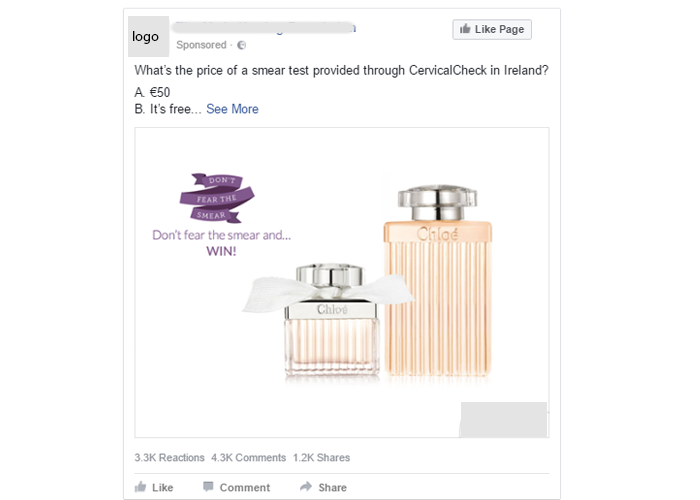 logo
Sponsored ·
Like Page
What's the price of a smear test provided through CervicalCheck in Ireland?
A. €50
B. It's free... See More
DON'T
FEAR THE
SMEAR
Don't fear the smear and...
WIN!
Chloé
Chloé
3.3K Reactions 4.3K Comments 1.2K Shares
Like Comment Share